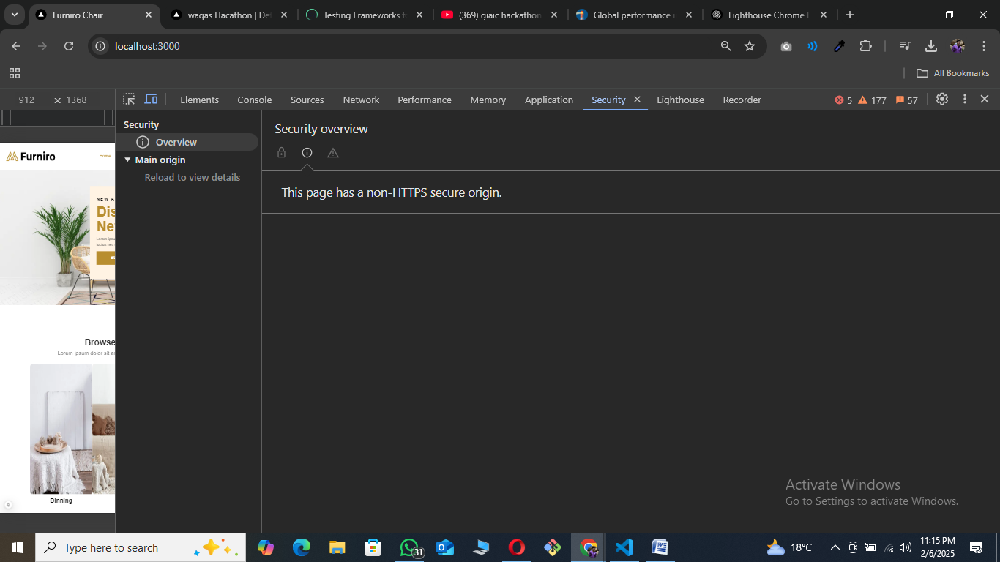 Furniro Chair
waqas Hacathon | De
Testing Frameworks f
(369) giaic hackathon
Global performance i
Lighthouse Chrome E
localhost:3000
All Bookmarks
912 × 1368
Elements Console Sources Network Performance Memory Application Security Lighthouse Recorder 5 177 57
Security
Overview
Main origin
Reload to view details
Security overview
This page has a non-HTTPS secure origin.
Furniro Home
NEW A
Dis
Ne
Lorem ipsu
luctus nec
Browse
Lorem ipsum dolor sit a
Dinning
Activate Windows
Go to Settings to activate Windows.
Type here to search
31
18°C
11:15 PM
2/6/2025